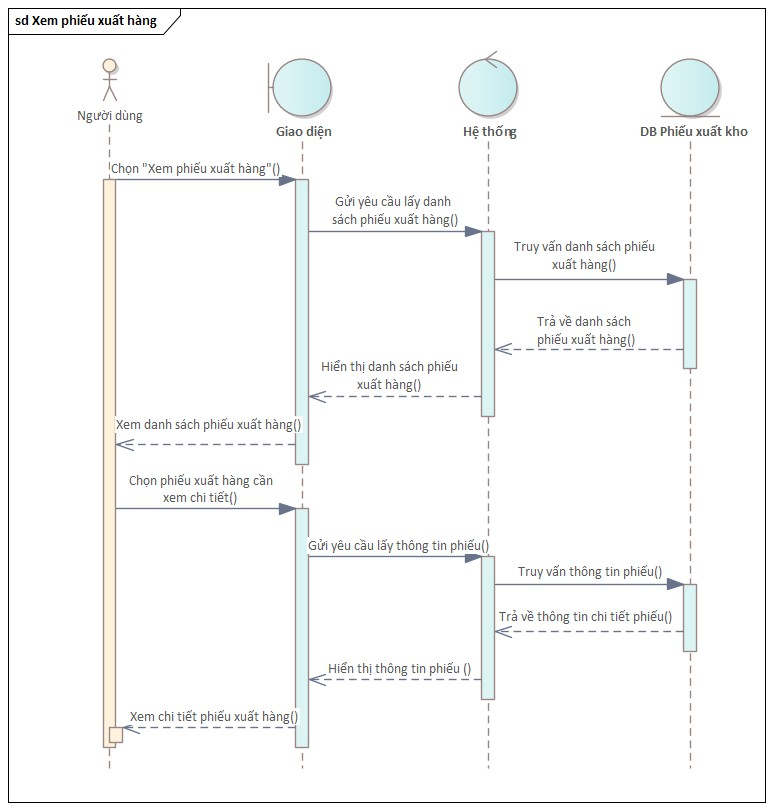 sd Xem phiếu xuất hàng
Người dùng
Giao diện
Hệ thống
DB Phiếu xuất kho
Chọn "Xem phiếu xuất hàng"()
Gửi yêu cầu lấy danh
sách phiếu xuất hàng()
Truy vấn danh sách phiếu
xuất hàng()
Trả về danh sách
phiếu xuất hàng()
Hiển thị danh sách phiếu
xuất hàng()
Xem danh sách phiếu xuất hàng()
Chọn phiếu xuất hàng cần
xem chi tiết()
Gửi yêu cầu lấy thông tin phiếu()
Truy vấn thông tin phiếu()
Trả về thông tin chi tiết phiếu()
Hiển thị thông tin phiếu ()
Xem chi tiết phiếu xuất hàng()